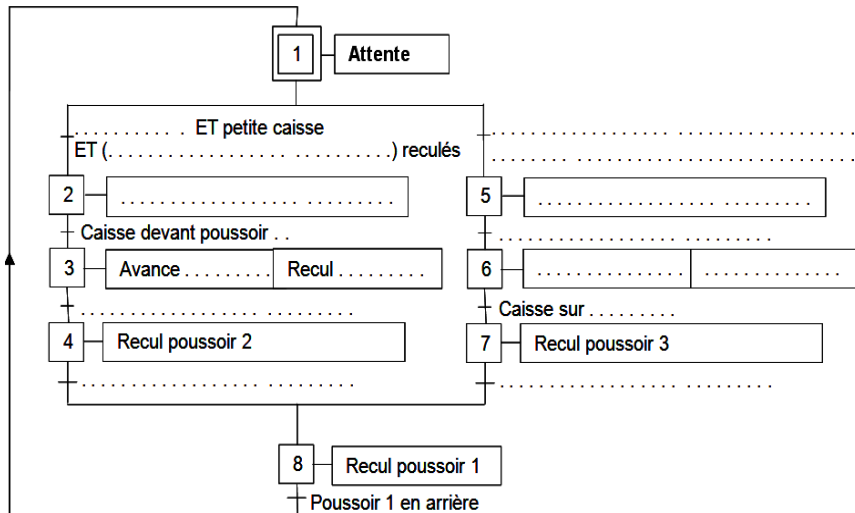 1 Attente
. . . . . . . . . . ET petite caisse
ET (. . . . . . . . . . . . . . . . . . . . . . . . . . .) reculés
. . . . . . . . . . . . . . . . . . . . . . . . . . . . . . . . . .
. . . . . . . . . . . . . . . . . . . . . . . . . . . . . . . . . .
2 . . . . . . . . . . . . . . . . . . . . . . . . . .
5 . . . . . . . . . . . . . . . . . . . . . . . . . .
Caisse devant poussoir . .
. . . . . . . . . . . . . . . . . . . . . . . . . .
3 Avance . . . . . . . . . Recul . . . . . . . . .
6 . . . . . . . . . . . . . . . . . . . . . . . . . . . .
. . . . . . . . . . . . . . . . . . . . . . . . . .
Caisse sur . . . . . . . . .
4 Recul poussoir 2
7 Recul poussoir 3
. . . . . . . . . . . . . . . . . . . . . . . . . .
. . . . . . . . . . . . . . . . . . . . . . . . . .
8 Recul poussoir 1
Poussoir 1 en arrière